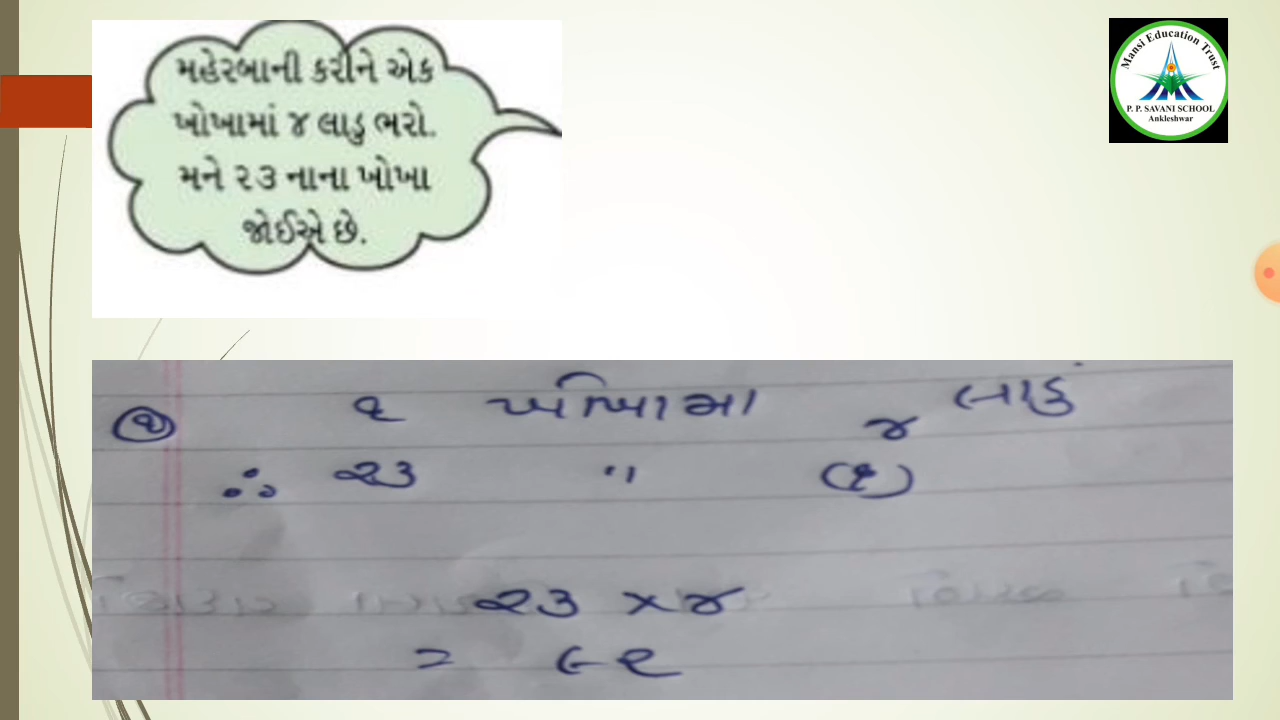 મહેરબાની કરીને એક
ખોખામાં ૪ લાડુ ભરો.
મને ૨૩ નાના ખોખા
જોઈએ છે.
Mansi Education Trust
P. P. SAVANI SCHOOL
Ankleshwar
૧ ૧ ખોખામા ૪ લાડું
∴ ૨૩ " (?)
૨૩ × ૪
= ૯૨